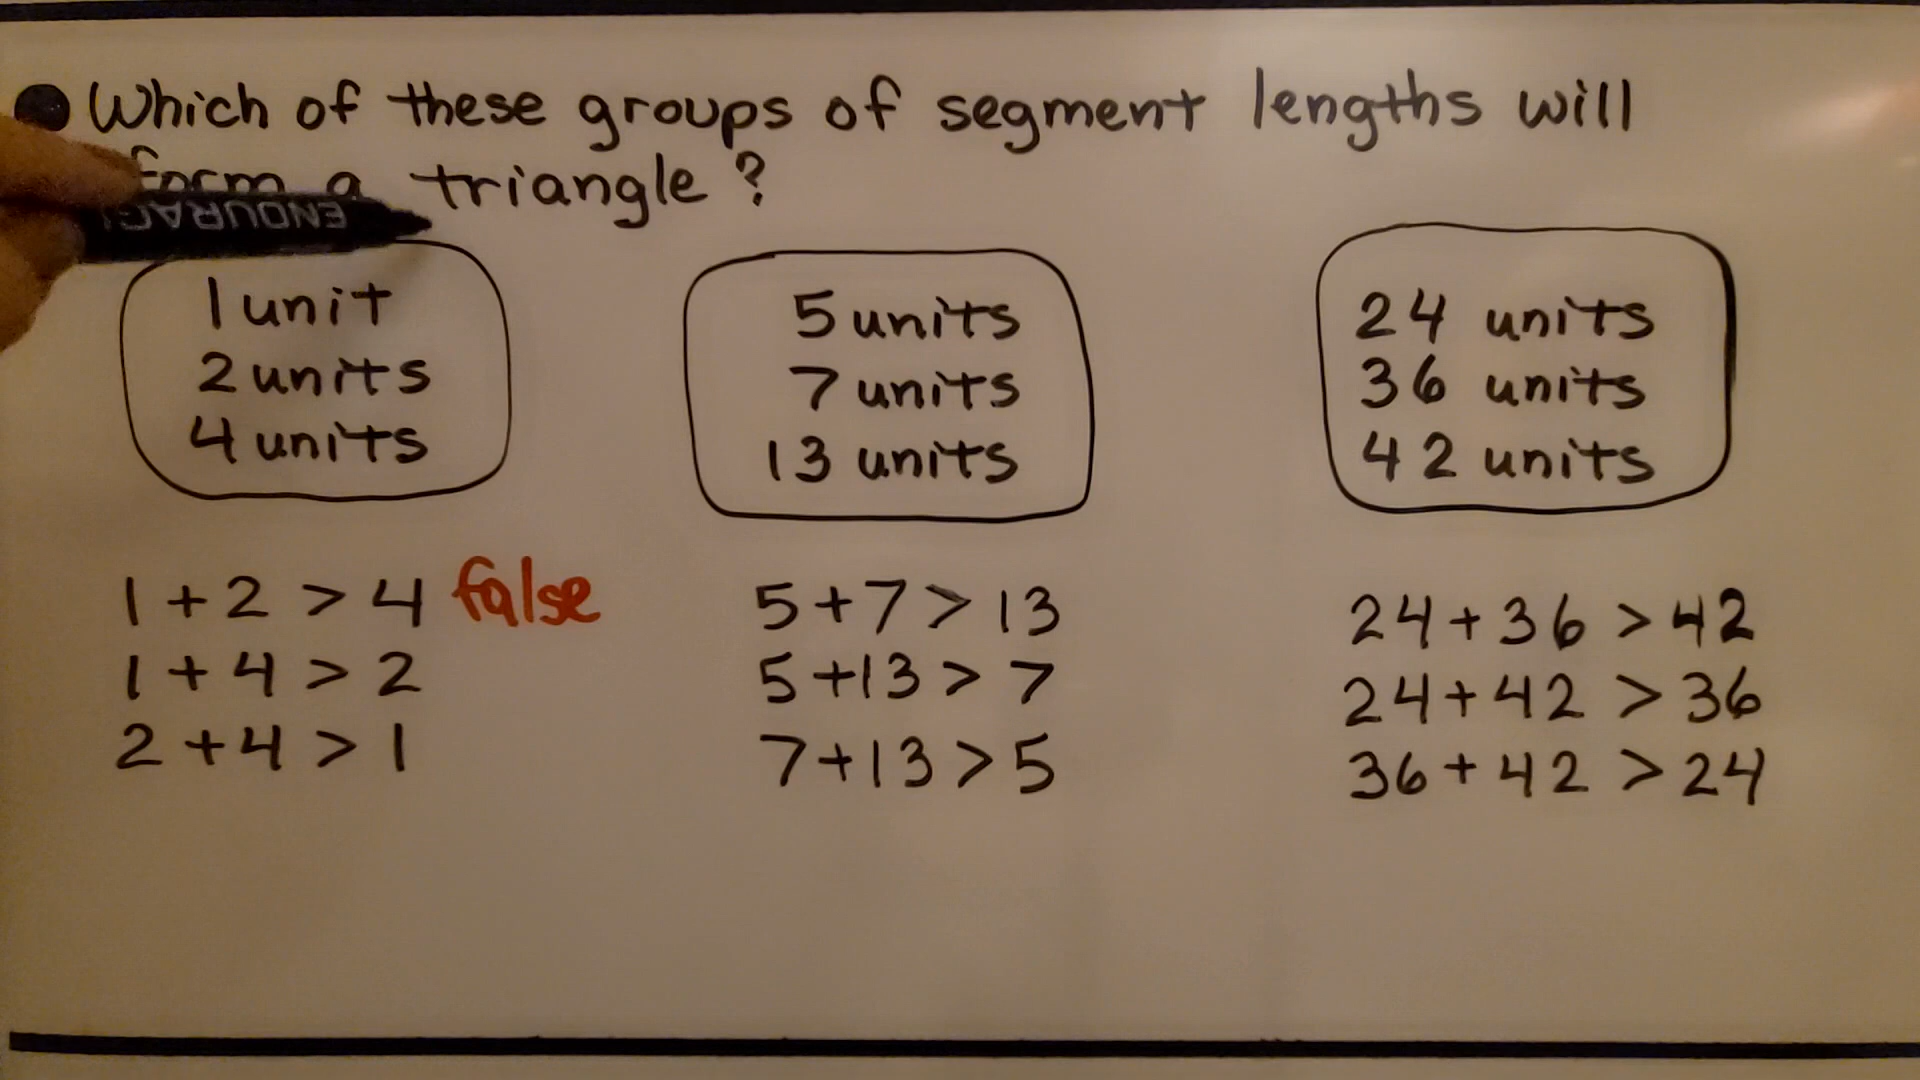 Which of these groups of segment lengths will
form a triangle?
1 unit
2 units
4 units
5 units
7 units
13 units
24 units
36 units
42 units
1 + 2 > 4 false
1 + 4 > 2
2 + 4 > 1
5 + 7 > 13
5 + 13 > 7
7 + 13 > 5
24 + 36 > 42
24 + 42 > 36
36 + 42 > 24